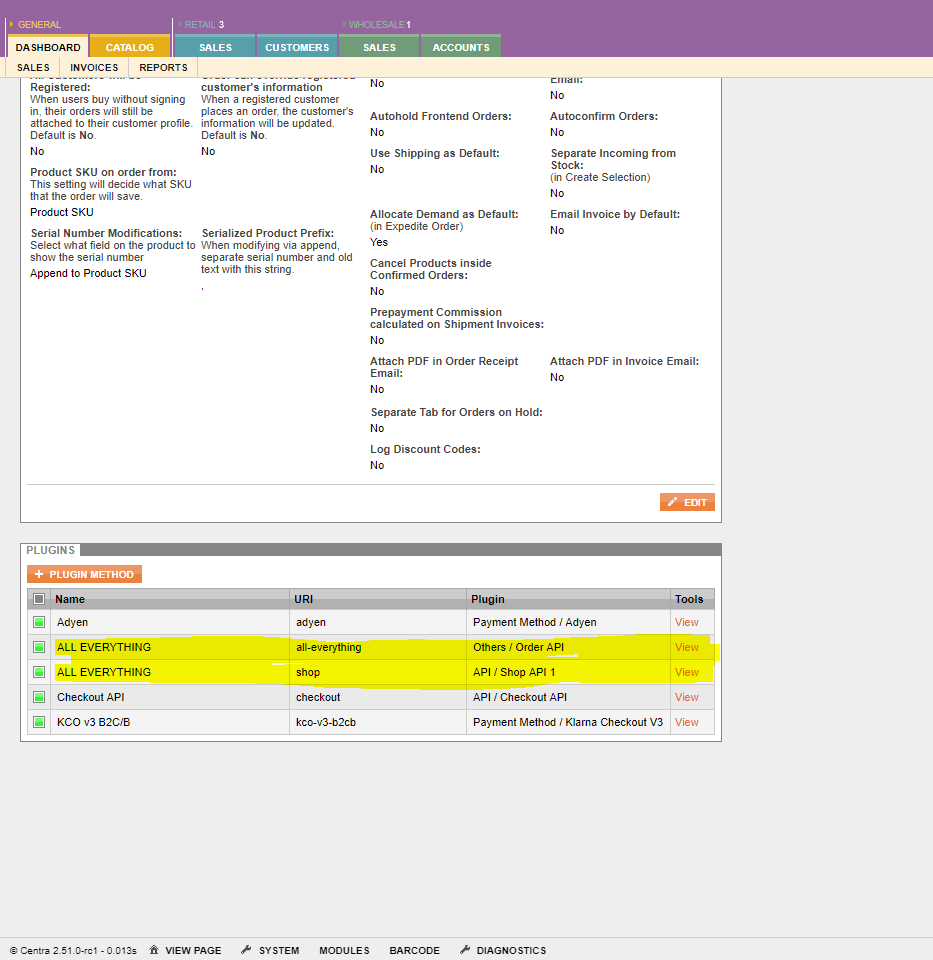 GENERAL
RETAIL 3
WHOLESALE 1
DASHBOARD
CATALOG
SALES
CUSTOMERS
SALES
ACCOUNTS
SALES
INVOICES
REPORTS
Registered:
When users buy without signing
in, their orders will still be
attached to their customer profile.
Default is No.
No
customer's information
When a registered customer
places an order, the customer's
information will be updated.
Default is No.
No
Product SKU on order from:
This setting will decide what SKU
that the order will save.
Product SKU
Serial Number Modifications:
Select what field on the product to
show the serial number
Append to Product SKU
Serialized Product Prefix:
When modifying via append,
separate serial number and old
text with this string.
,
No
Email:
No
Autohold Frontend Orders:
No
Autoconfirm Orders:
No
Use Shipping as Default:
No
Separate Incoming from
Stock:
(in Create Selection)
No
Allocate Demand as Default:
(in Expedite Order)
Yes
Email Invoice by Default:
No
Cancel Products inside
Confirmed Orders:
No
Prepayment Commission
calculated on Shipment Invoices:
No
Attach PDF in Order Receipt
Email:
No
Attach PDF in Invoice Email:
No
Separate Tab for Orders on Hold:
No
Log Discount Codes:
No
EDIT
PLUGINS
+ PLUGIN METHOD
Name URI Plugin Tools
Adyen adyen Payment Method / Adyen View
ALL EVERYTHING all-everything Others / Order API View
ALL EVERYTHING shop API / Shop API 1 View
Checkout API checkout API / Checkout API View
KCO v3 B2C/B kco-v3-b2cb Payment Method / Klarna Checkout V3 View
© Centra 2.51.0-rc1 - 0.013s VIEW PAGE SYSTEM MODULES BARCODE DIAGNOSTICS